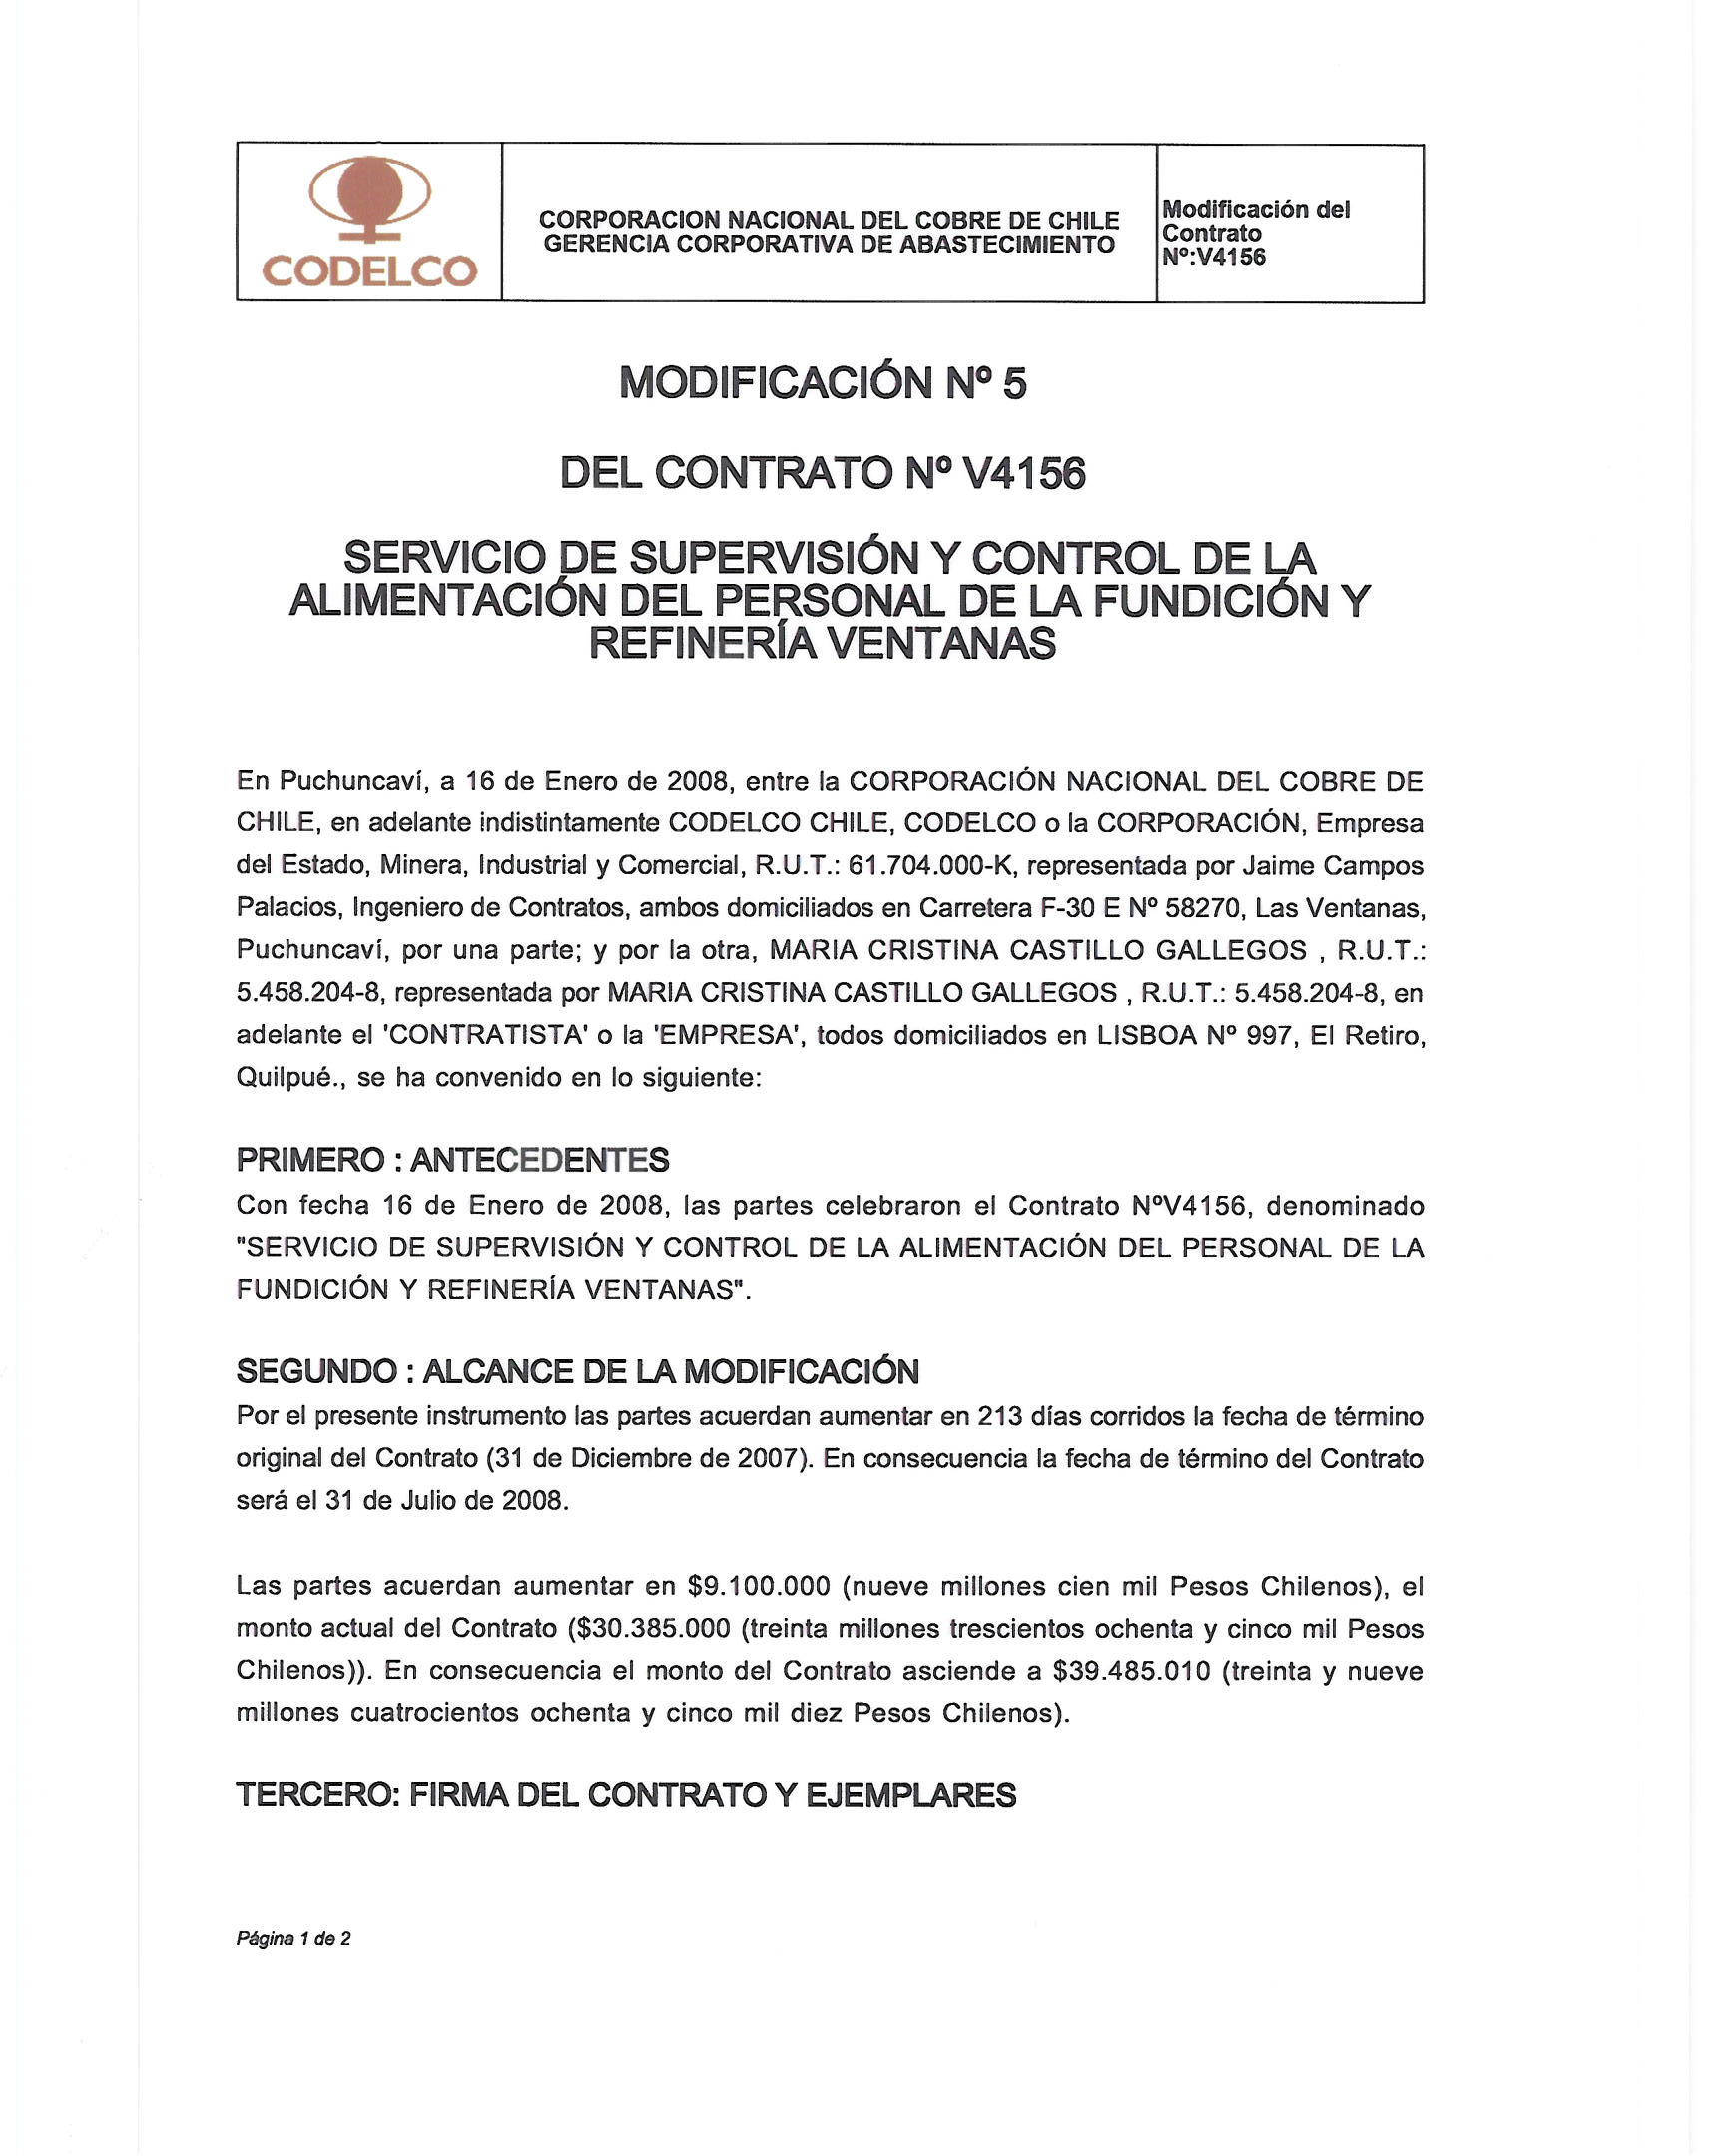 CODELCO
CORPORACION NACIONAL DEL COBRE DE CHILE
GERENCIA CORPORATIVA DE ABASTECIMIENTO
Modificación del
Contrato
Nº:V4156
MODIFICACIÓN Nº 5
DEL CONTRATO Nº V4156
SERVICIO DE SUPERVISIÓN Y CONTROL DE LA
ALIMENTACIÓN DEL PERSONAL DE LA FUNDICIÓN Y
REFINERÍA VENTANAS
En Puchuncaví, a 16 de Enero de 2008, entre la CORPORACIÓN NACIONAL DEL COBRE DE
CHILE, en adelante indistintamente CODELCO CHILE, CODELCO o la CORPORACIÓN, Empresa
del Estado, Minera, Industrial y Comercial, R.U.T.: 61.704.000-K, representada por Jaime Campos
Palacios, Ingeniero de Contratos, ambos domiciliados en Carretera F-30 E Nº 58270, Las Ventanas,
Puchuncaví, por una parte; y por la otra, MARIA CRISTINA CASTILLO GALLEGOS , R.U.T.:
5.458.204-8, representada por MARIA CRISTINA CASTILLO GALLEGOS , R.U.T.: 5.458.204-8, en
adelante el 'CONTRATISTA' o la 'EMPRESA', todos domiciliados en LISBOA Nº 997, El Retiro,
Quilpué., se ha convenido en lo siguiente:
PRIMERO : ANTECEDENTES
Con fecha 16 de Enero de 2008, las partes celebraron el Contrato NºV4156, denominado
"SERVICIO DE SUPERVISIÓN Y CONTROL DE LA ALIMENTACIÓN DEL PERSONAL DE LA
FUNDICIÓN Y REFINERÍA VENTANAS".
SEGUNDO : ALCANCE DE LA MODIFICACIÓN
Por el presente instrumento las partes acuerdan aumentar en 213 días corridos la fecha de término
original del Contrato (31 de Diciembre de 2007). En consecuencia la fecha de término del Contrato
será el 31 de Julio de 2008.
Las partes acuerdan aumentar en $9.100.000 (nueve millones cien mil Pesos Chilenos), el
monto actual del Contrato ($30.385.000 (treinta millones trescientos ochenta y cinco mil Pesos
Chilenos)). En consecuencia el monto del Contrato asciende a $39.485.010 (treinta y nueve
millones cuatrocientos ochenta y cinco mil diez Pesos Chilenos).
TERCERO: FIRMA DEL CONTRATO Y EJEMPLARES
Página 1 de 2